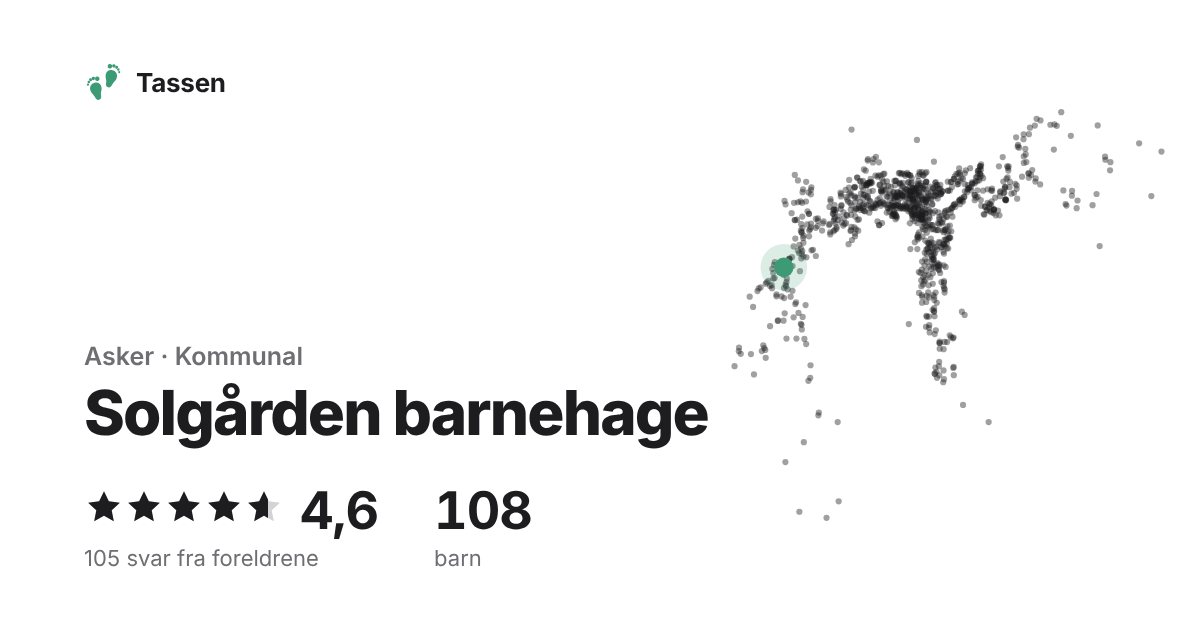 Tassen
Asker · Kommunal
Solgården barnehage
4,6
108
105 svar fra foreldrene
barn